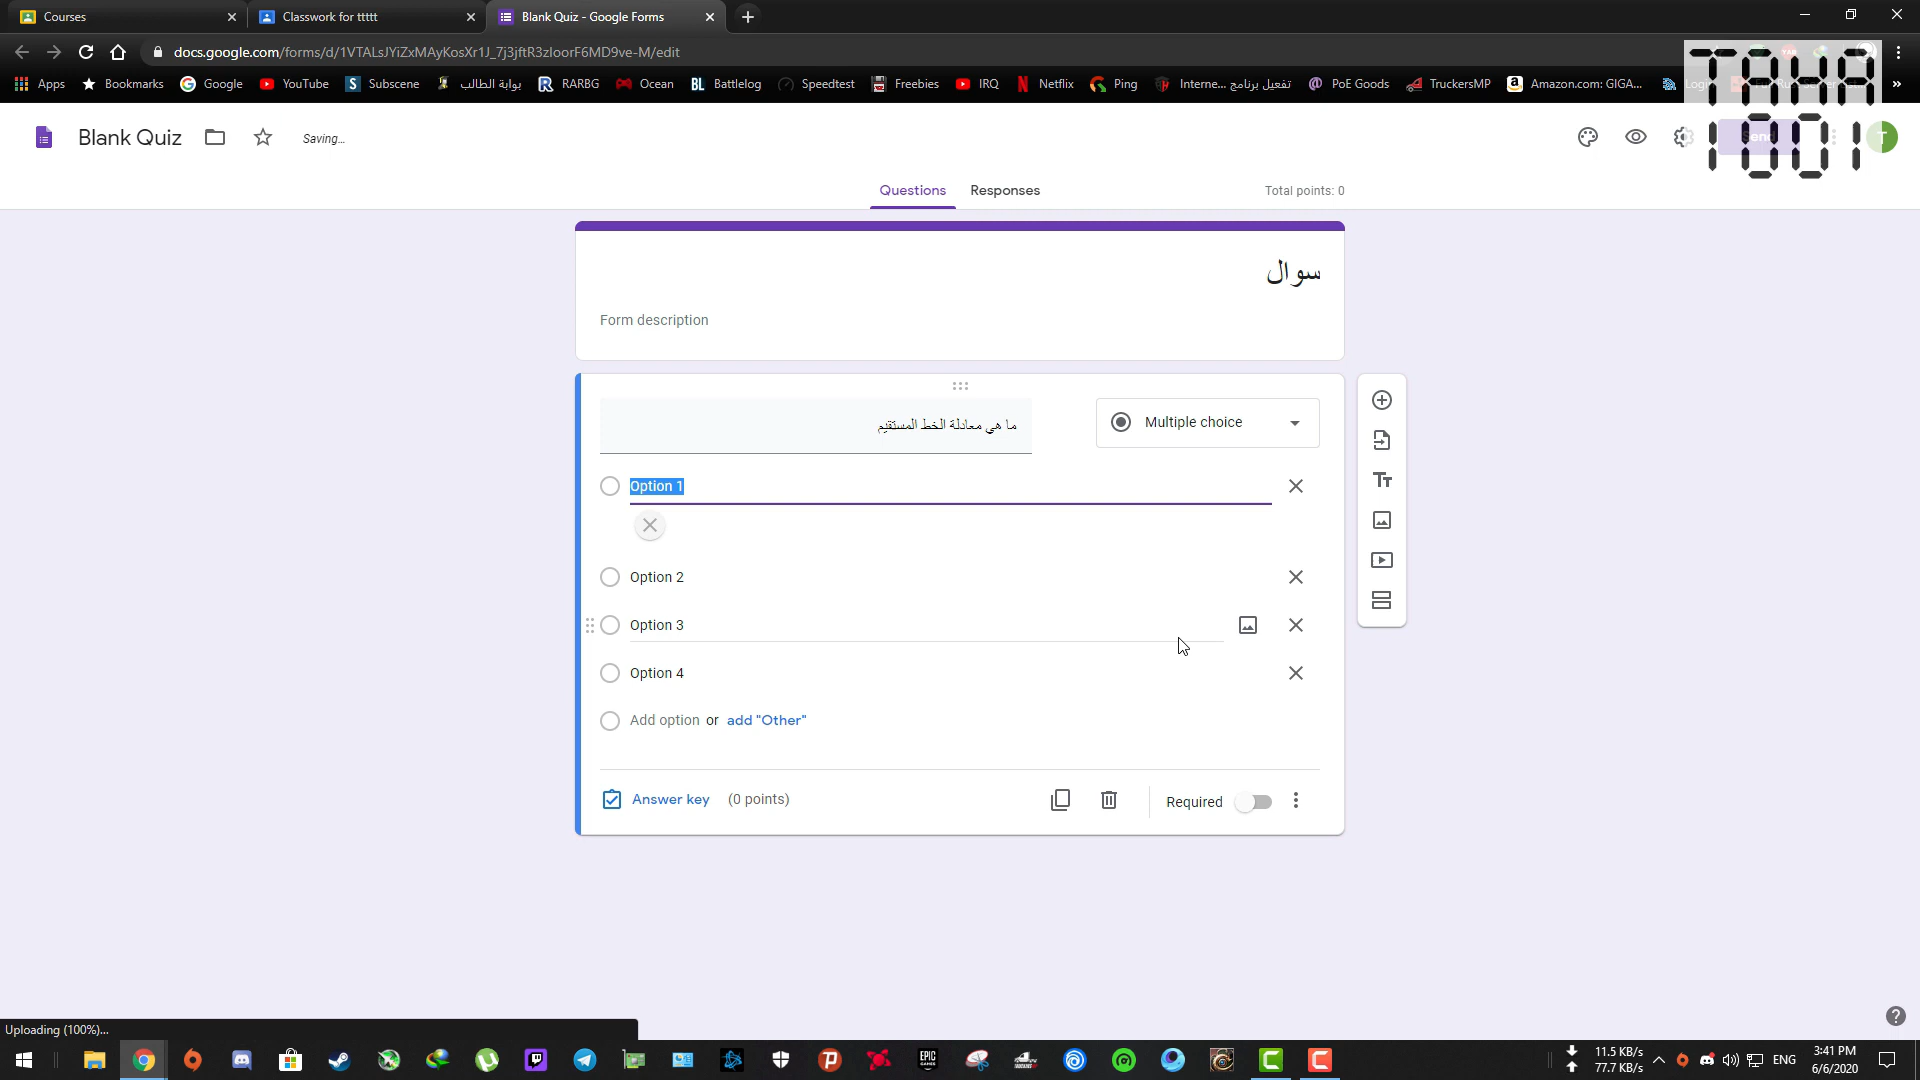 Courses
Classwork for ttttt
Blank Quiz - Google Forms
docs.google.com/forms/d/1VTALsJYiZxMAyKosXr1J_7j3jftR3zloorF6MD9ve-M/edit
Apps Bookmarks Google YouTube Subscene بوابة الطالب RARBG Ocean Battlelog Speedtest Freebies IRQ Netflix Ping Interne... تفعيل برنامج PoE Goods TruckersMP Amazon.com: GIGA...
TAHA
1001
Blank Quiz
Saving...
Send
T
Questions
Responses
Total points: 0
سوال
Form description
ما هي معادلة الخط المستقيم
Multiple choice
Option 1
Option 2
Option 3
Option 4
Add option or add "Other"
Answer key (0 points)
Required
Uploading (100%)...
11.5 KB/s
77.7 KB/s
ENG
3:41 PM
6/6/2020